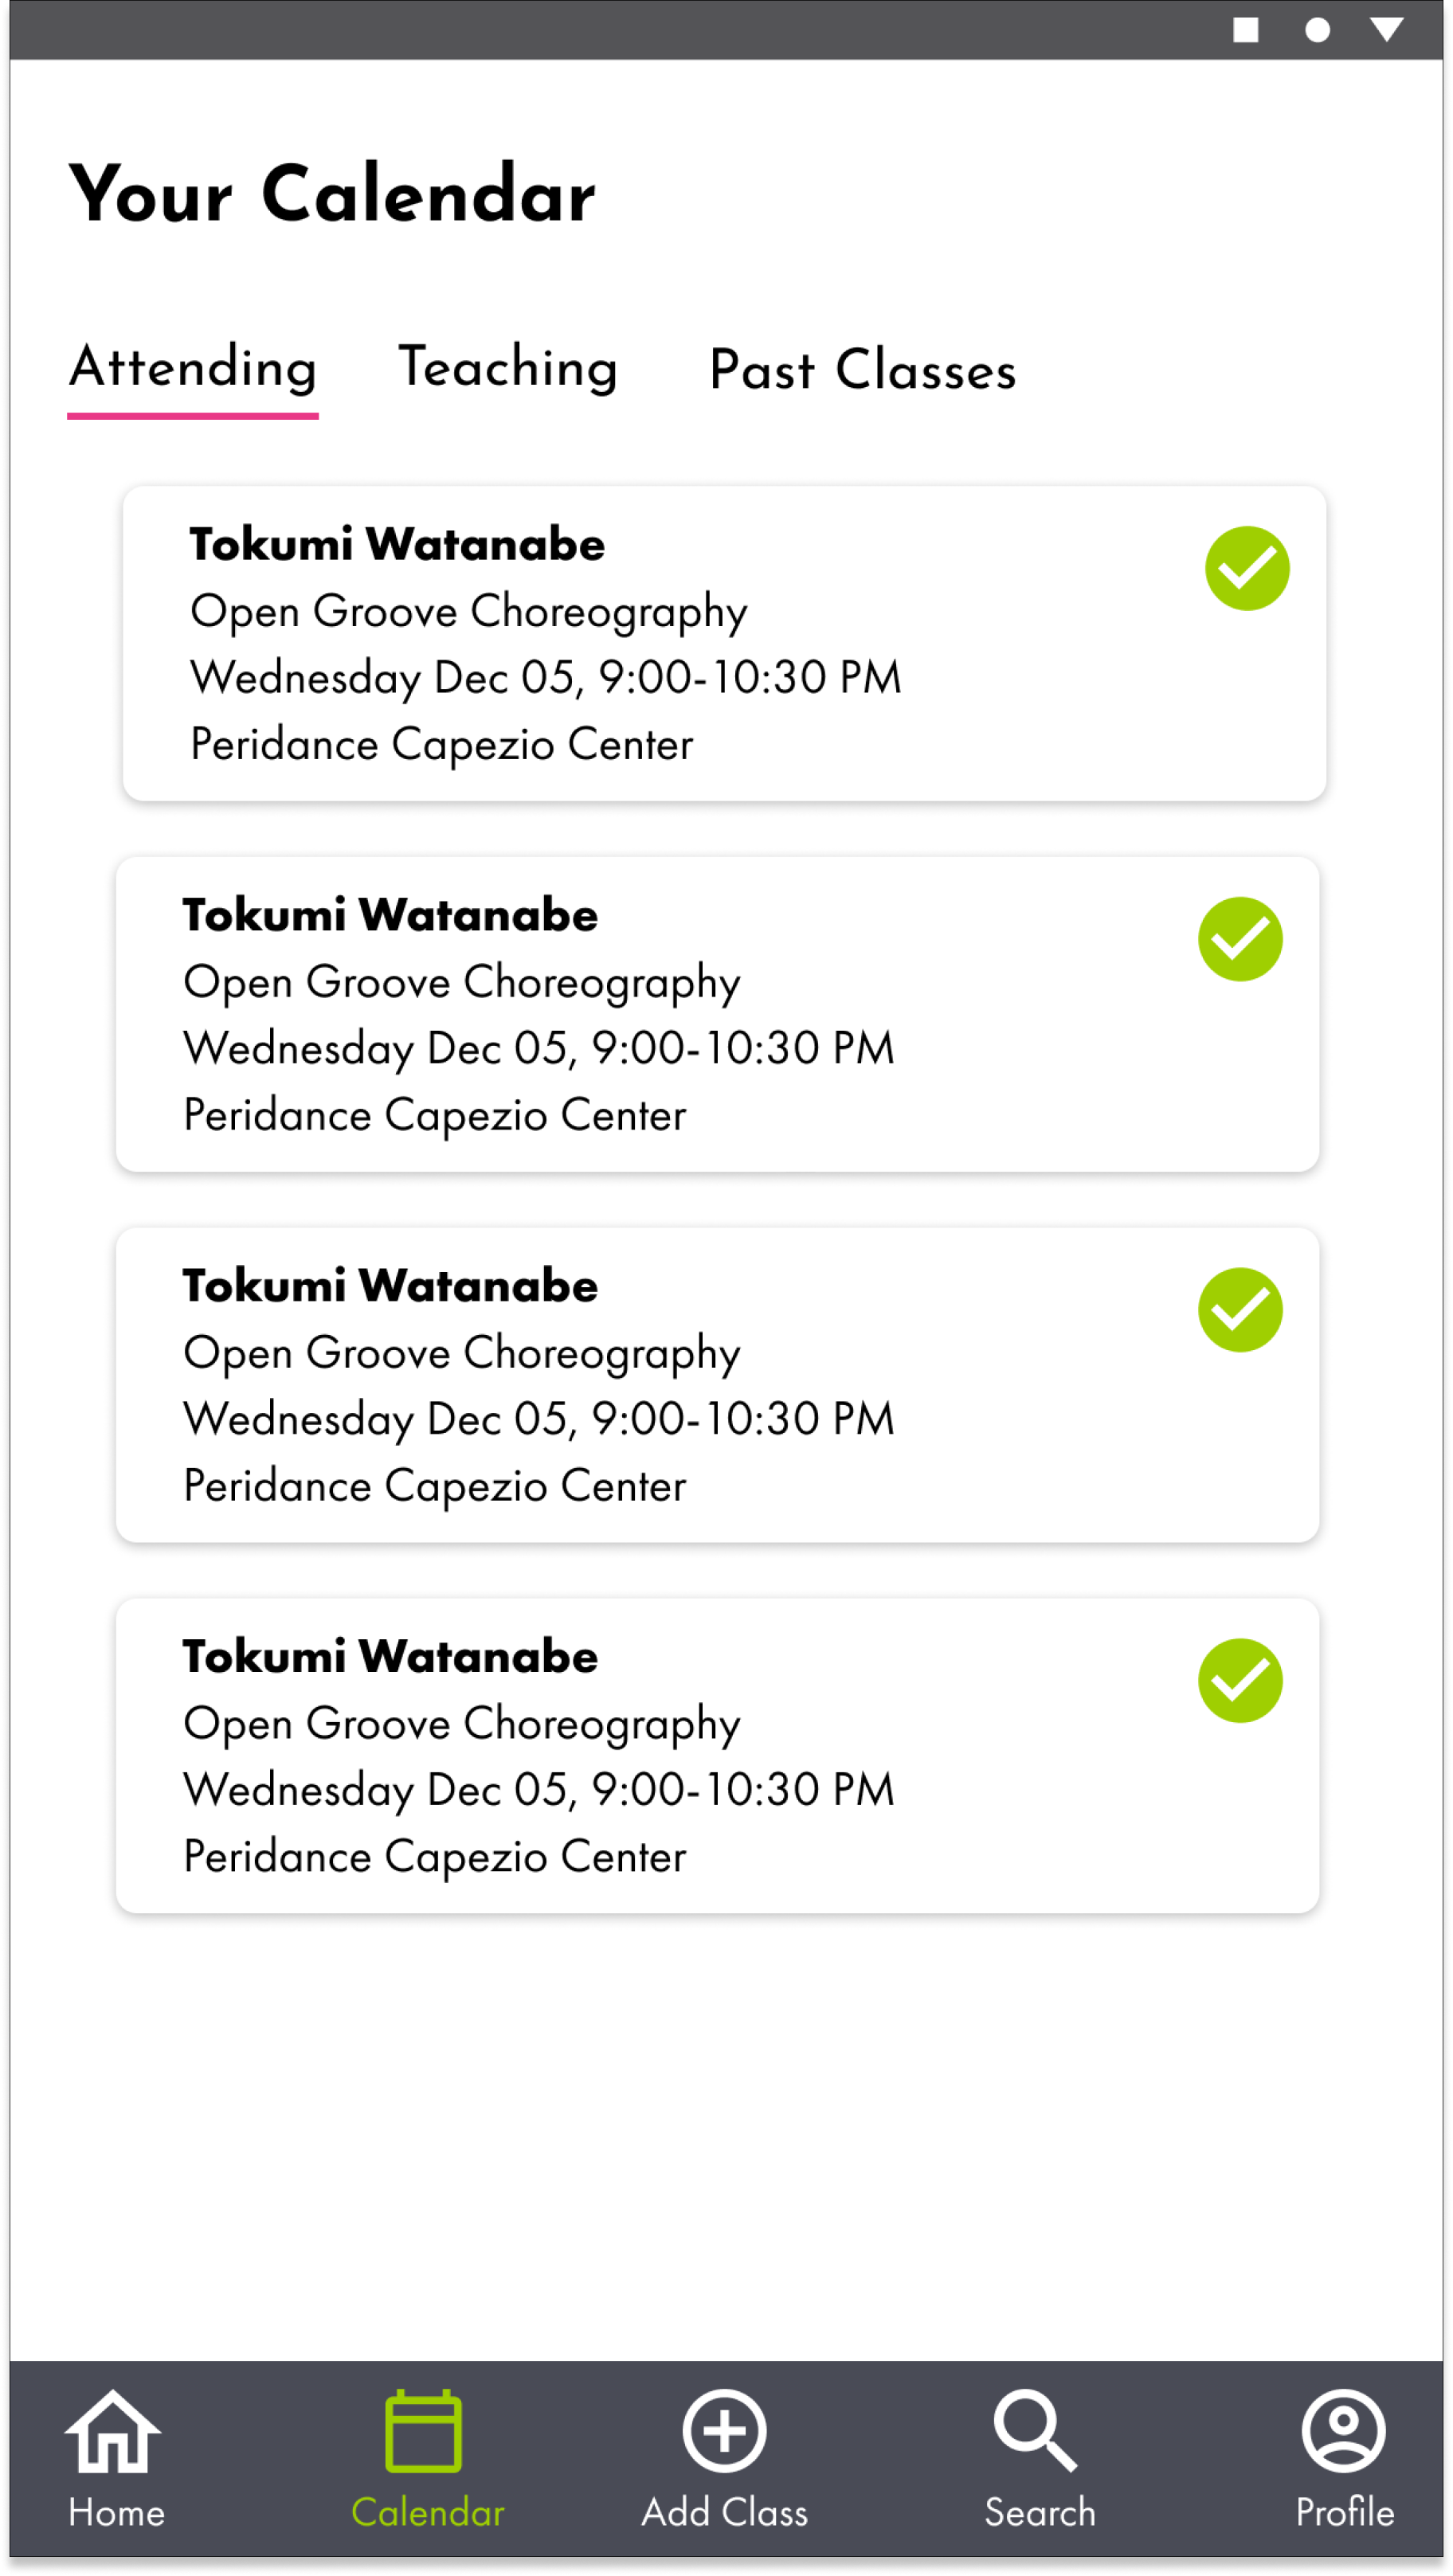 Your Calendar
Attending Teaching Past Classes
Tokumi Watanabe
Open Groove Choreography
Wednesday Dec 05, 9:00-10:30 PM
Peridance Capezio Center
Tokumi Watanabe
Open Groove Choreography
Wednesday Dec 05, 9:00-10:30 PM
Peridance Capezio Center
Tokumi Watanabe
Open Groove Choreography
Wednesday Dec 05, 9:00-10:30 PM
Peridance Capezio Center
Tokumi Watanabe
Open Groove Choreography
Wednesday Dec 05, 9:00-10:30 PM
Peridance Capezio Center
Home Calendar Add Class Search Profile